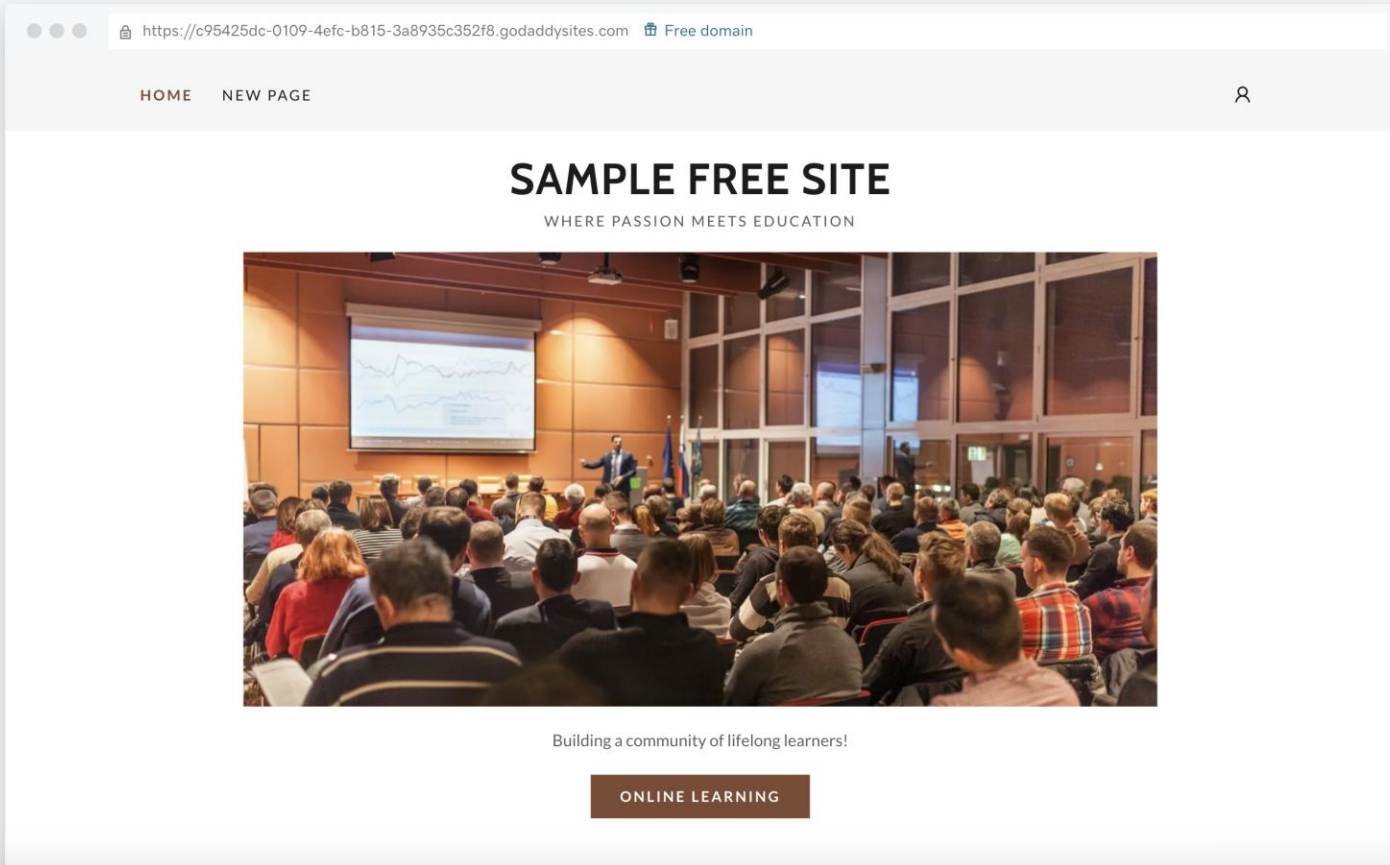 https://c95425dc-0109-4efc-b815-3a8935c352f8.godaddysites.com Free domain
HOME NEW PAGE
SAMPLE FREE SITE
WHERE PASSION MEETS EDUCATION
Building a community of lifelong learners!
ONLINE LEARNING